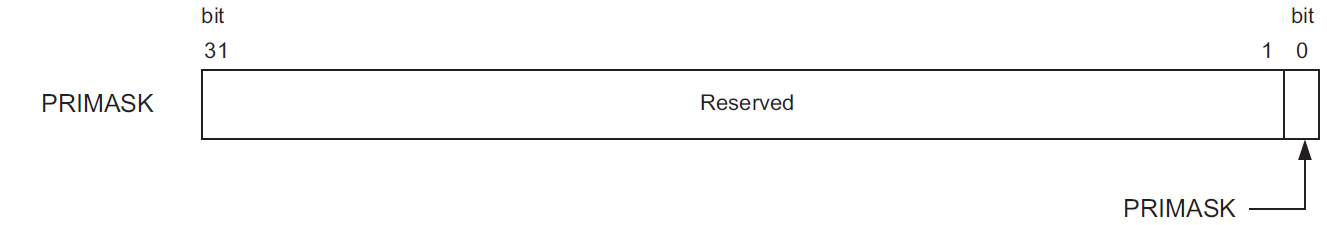 bit bit
31 1 0
PRIMASK Reserved
PRIMASK